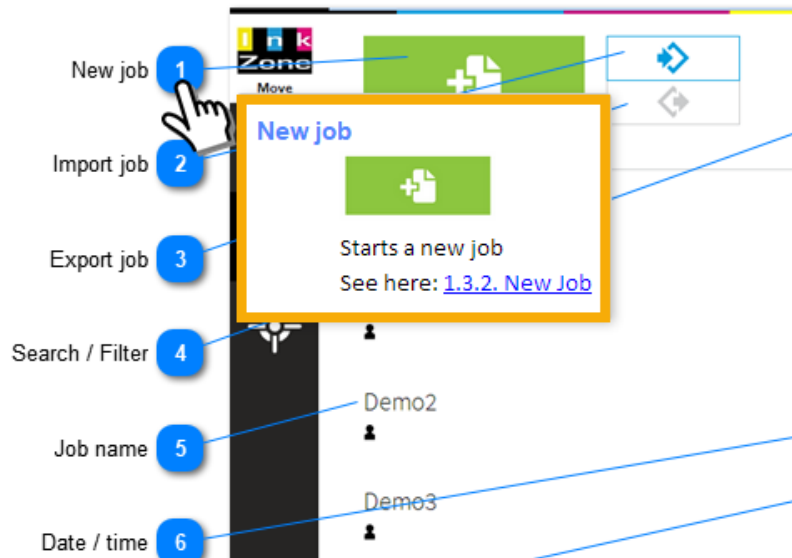 Ink
Zone
Move
New job 1
Import job 2
Export job 3
Search / Filter 4
Job name 5
Date / time 6
New job
Starts a new job
See here: 1.3.2. New Job
Demo2
Demo3